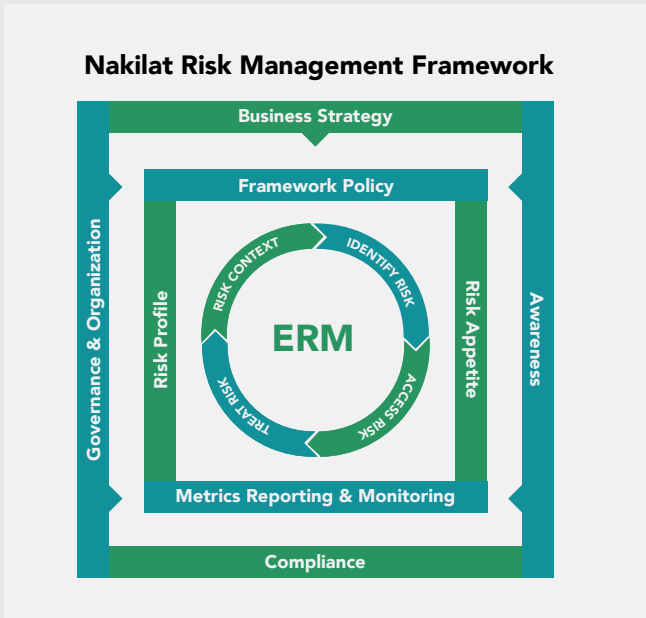 Nakilat Risk Management Framework
Business Strategy
Governance & Organization
Framework Policy
Awareness
Risk Profile
RISK CONTEXT
IDENTIFY RISK
ERM
TREAT RISK
ACCESS RISK
Risk Appetite
Metrics Reporting & Monitoring
Compliance